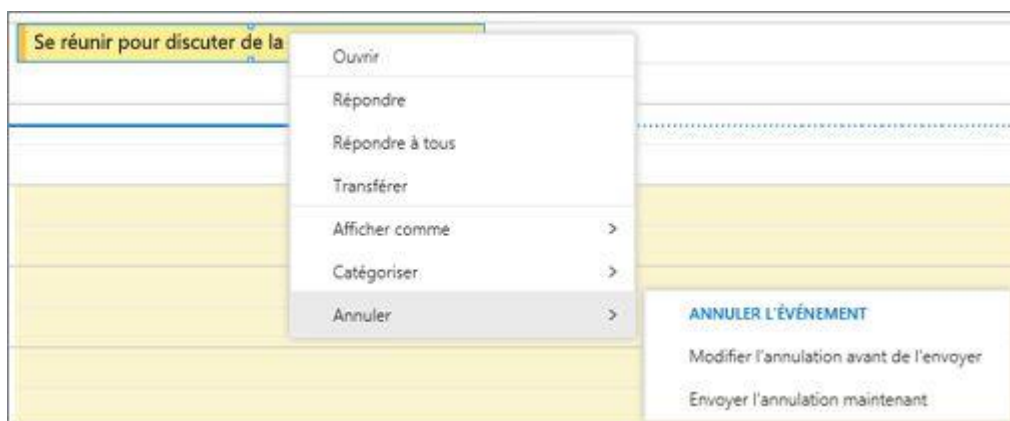 Se réunir pour discuter de la
Ouvrir
Répondre
Répondre à tous
Transférer
Afficher comme
Catégoriser
Annuler
ANNULER L'ÉVÉNEMENT
Modifier l'annulation avant de l'envoyer
Envoyer l'annulation maintenant